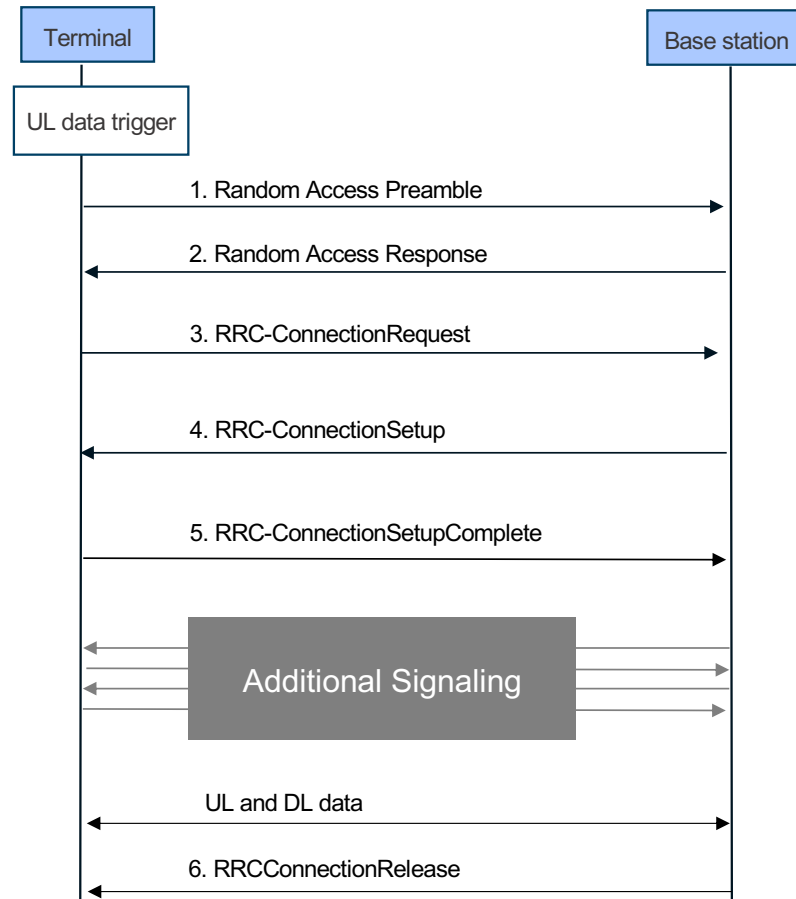 Terminal
Base station
UL data trigger
1. Random Access Preamble
2. Random Access Response
3. RRC-ConnectionRequest
4. RRC-ConnectionSetup
5. RRC-ConnectionSetupComplete
Additional Signaling
UL and DL data
6. RRCConnectionRelease